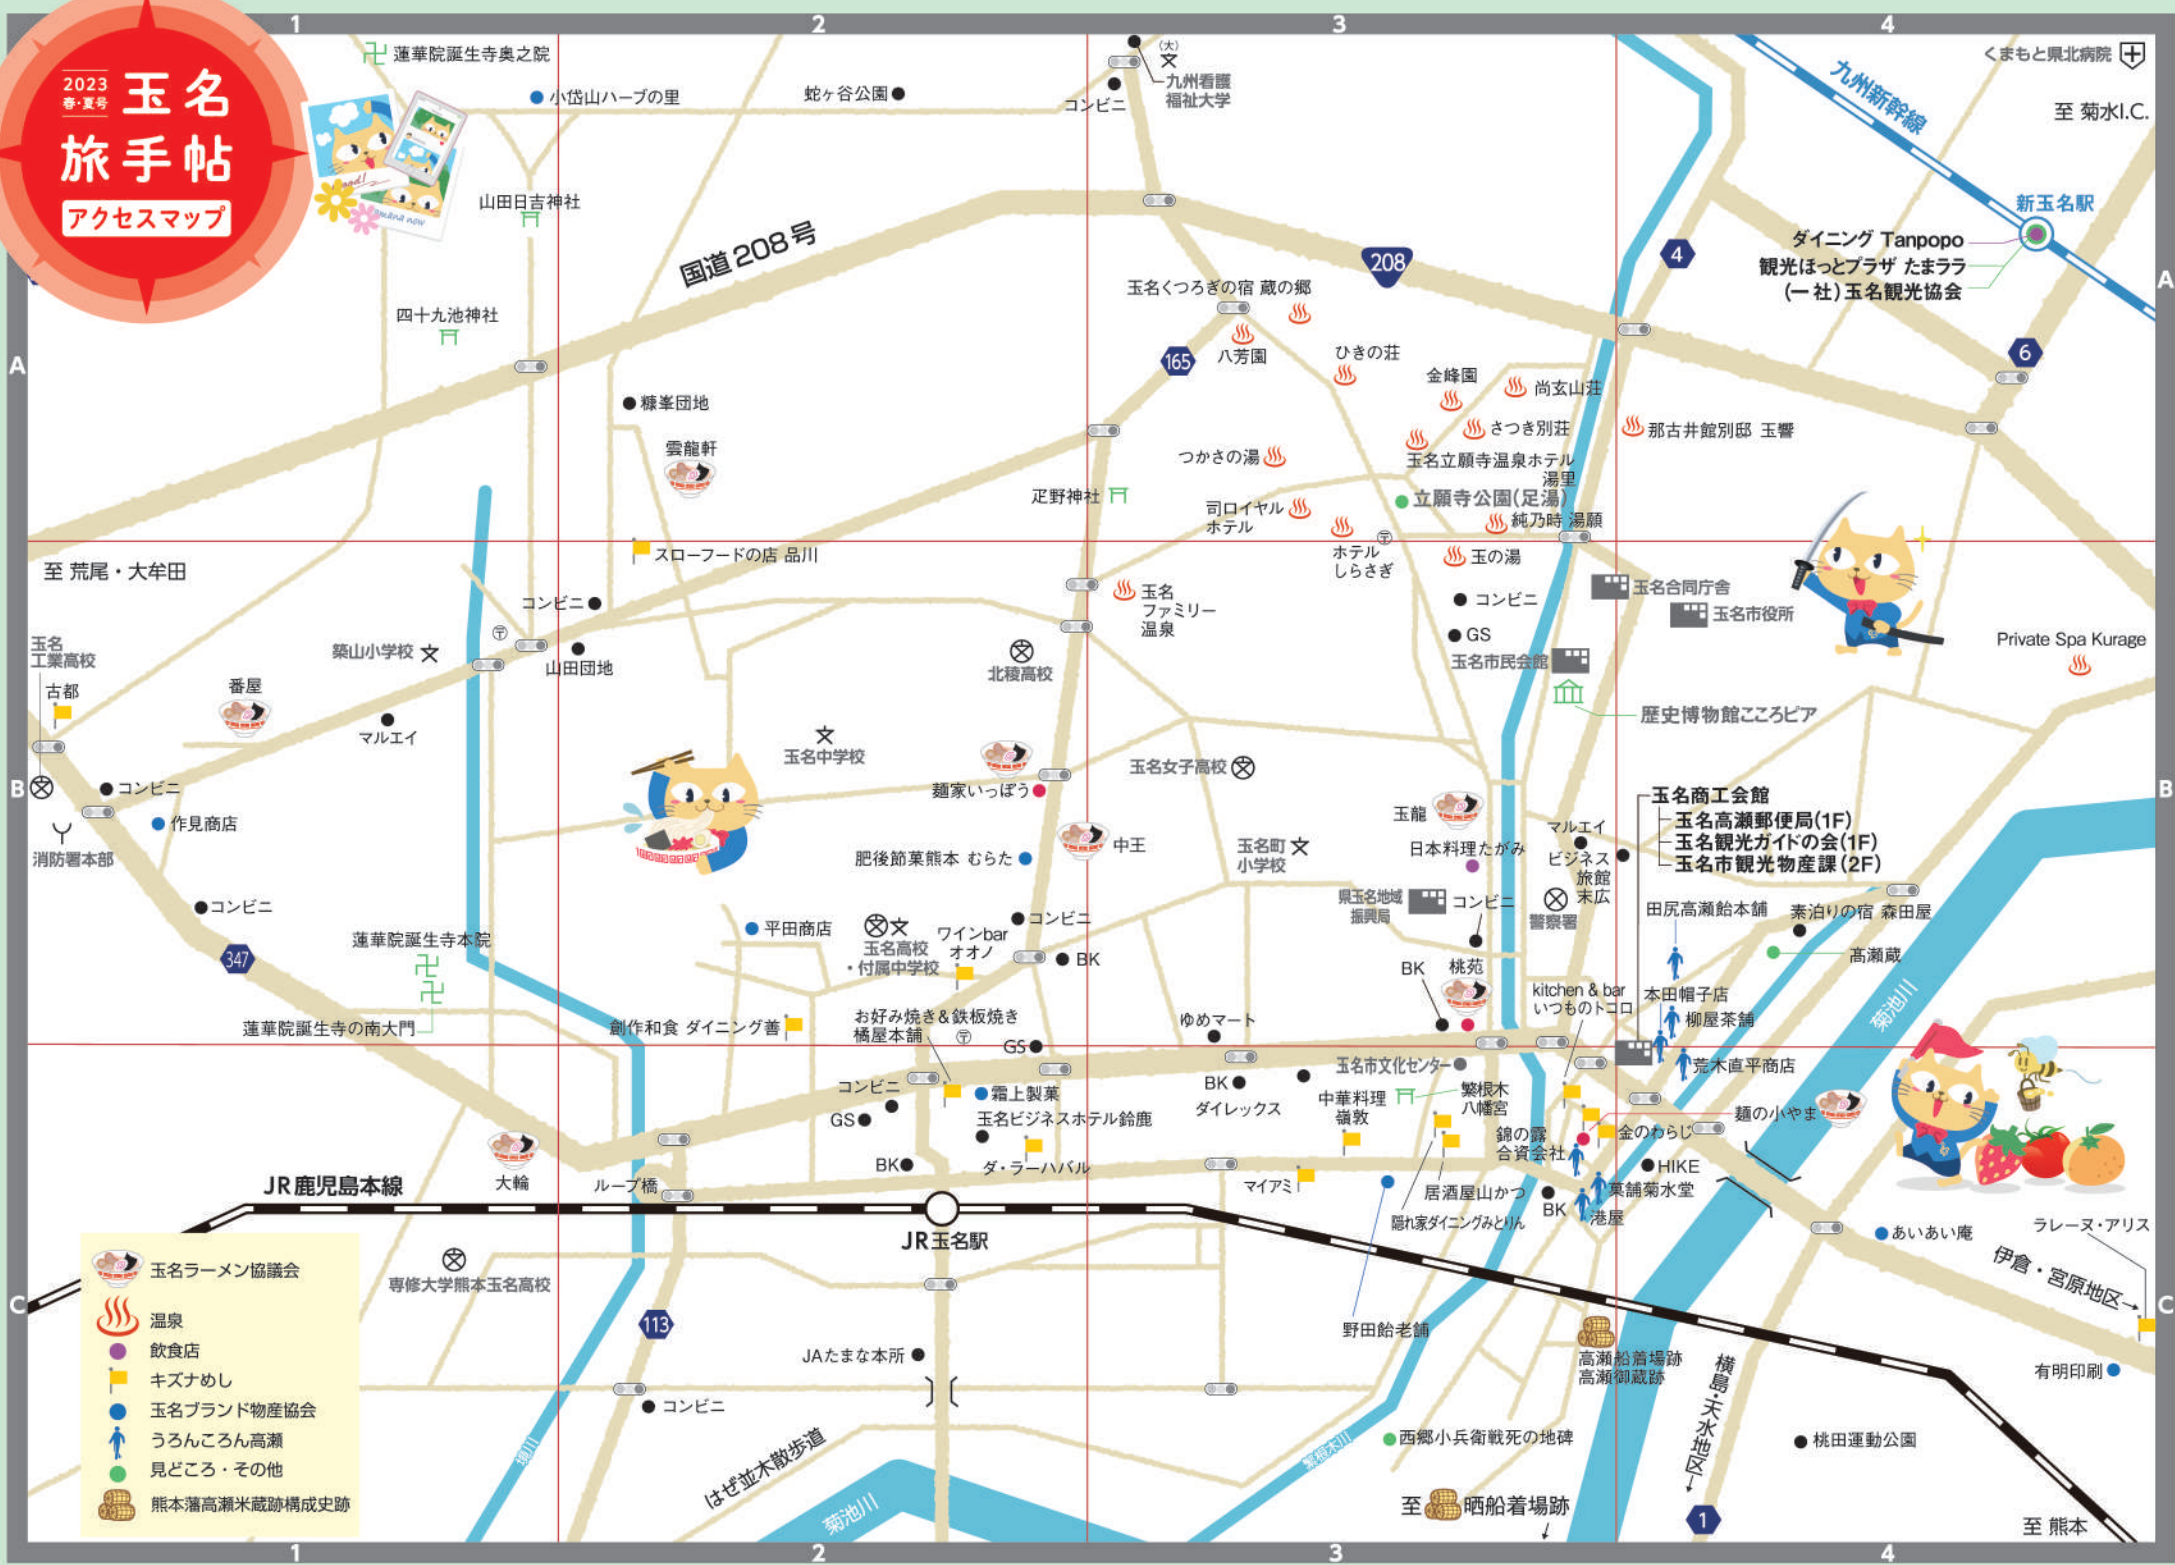 1
2
3
4
2023
春・夏号
玉名
旅手帖
アクセスマップ
蓮華院誕生寺奥之院
小岱山ハーブの里
蛇ヶ谷公園
コンビニ
(大)
九州看護
福祉大学
九州新幹線
くまもと県北病院
至 菊水I.C.
新玉名駅
ダイニング Tanpopo
観光ほっとプラザ たまララ
(一社)玉名観光協会
山田日吉神社
国道208号
208
4
A
A
6
四十九池神社
玉名くつろぎの宿 蔵の郷
165
八芳園
ひきの荘
金峰園
尚玄山荘
さつき別荘
那古井館別邸 玉響
糠峯団地
雲龍軒
つかさの湯
玉名立願寺温泉ホテル
湯里
疋野神社
立願寺公園(足湯)
司ロイヤル
ホテル
純乃時 湯願
スローフードの店 品川
ホテル
しらさぎ
玉の湯
至 荒尾・大牟田
コンビニ
玉名
ファミリー
温泉
コンビニ
GS
玉名合同庁舎
玉名市役所
Private Spa Kurage
玉名
工業高校
古都
築山小学校
山田団地
北稜高校
玉名市民会館
番屋
マルエイ
歴史博物館こころピア
玉名中学校
玉名女子高校
B
B
コンビニ
作見商店
消防署本部
麺家いっぽう
玉龍
玉名商工会館
玉名高瀬郵便局(1F)
玉名観光ガイドの会(1F)
玉名市観光物産課(2F)
マルエイ
中王
玉名町
小学校
日本料理たがみ
ビジネス
旅館
末広
肥後節菓熊本 むらた
コンビニ
県玉名地域
振興局
コンビニ
警察署
田尻高瀬飴本舗
素泊りの宿 森田屋
平田商店
コンビニ
玉名高校
・付属中学校
ワインbar
オオノ
BK
蓮華院誕生寺本院
347
髙瀬蔵
BK
桃苑
kitchen & bar
いつものトコロ
本田帽子店
柳屋茶舗
菊池川
蓮華院誕生寺の南大門
創作和食 ダイニング善
お好み焼き&鉄板焼き
橘屋本舗
GS
ゆめマート
玉名市文化センター
荒木直平商店
コンビニ
GS
霜上製菓
玉名ビジネスホテル鈴鹿
BK
ダイレックス
中華料理
嶺敦
繁根木
八幡宮
麺の小やま
金のわらじ
錦の露
合資会社
HIKE
BK
ダ・ラーハバル
大輪
ループ橋
マイアミ
居酒屋山かつ
隠れ家ダイニングみとりん
BK
菓舗菊水堂
港屋
JR鹿児島本線
JR玉名駅
あいあい庵
ラレーヌ・アリス
伊倉・宮原地区→
C
C
専修大学熊本玉名高校
113
野田飴老舗
高瀬船着場跡
高瀬御蔵跡
JAたまな本所
コンビニ
有明印刷
横島・天水地区→
西郷小兵衛戦死の地碑
桃田運動公園
はぜ並木散歩道
境川
菊池川
繁根木川
至
晒船着場跡
1
至 熊本
玉名ラーメン協議会
温泉
飲食店
キズナめし
玉名ブランド物産協会
うろんころん高瀬
見どころ・その他
熊本藩高瀬米蔵跡構成史跡
1
2
3
4